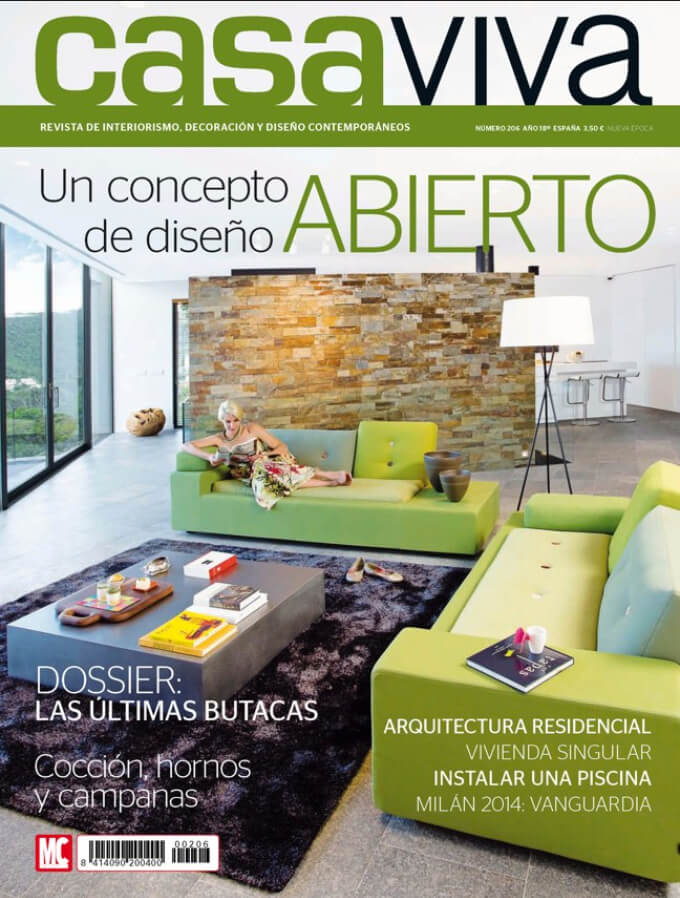 casaviva
REVISTA DE INTERIORISMO, DECORACIÓN Y DISEÑO CONTEMPORÁNEOS
NÚMERO 206 AÑO 18º ESPAÑA 3,50 € NUEVA ÉPOCA
Un concepto
de diseño ABIERTO
DOSSIER:
LAS ÚLTIMAS BUTACAS
Cocción, hornos
y campanas
ARQUITECTURA RESIDENCIAL
VIVIENDA SINGULAR
INSTALAR UNA PISCINA
MILÁN 2014: VANGUARDIA
MC
00206
8 414090 200400